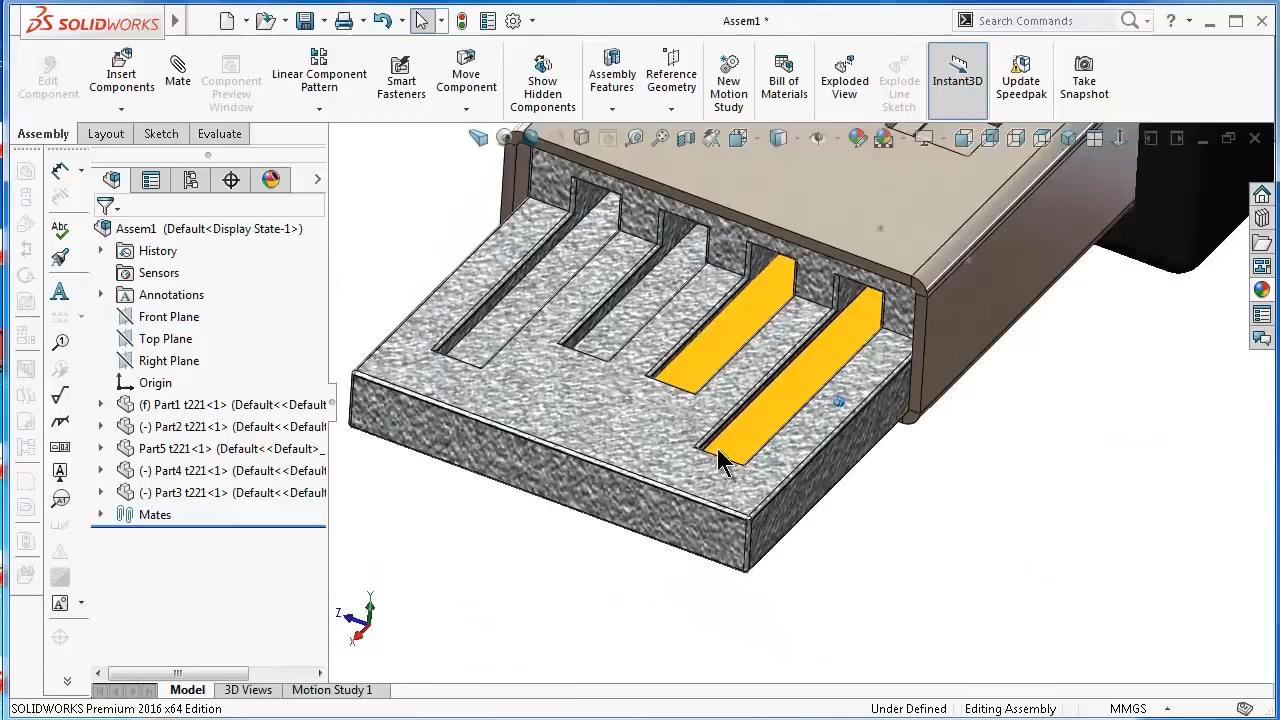 SOLIDWORKS
Assem1 *
Search Commands
Edit Component
Insert Components
Mate
Component Preview Window
Linear Component Pattern
Smart Fasteners
Move Component
Show Hidden Components
Assembly Features
Reference Geometry
New Motion Study
Bill of Materials
Exploded View
Explode Line Sketch
Instant3D
Update Speedpak
Take Snapshot
Assembly
Layout
Sketch
Evaluate
Assem1 (Default<Display State-1>)
History
Sensors
Annotations
Front Plane
Top Plane
Right Plane
Origin
(f) Part1 t221<1> (Default<<Default
(-) Part2 t221<1> (Default<<Default
Part5 t221<1> (Default<<Default>_
(-) Part4 t221<1> (Default<<Default
(-) Part3 t221<1> (Default<<Default
Mates
Y
Z
X
Model
3D Views
Motion Study 1
SOLIDWORKS Premium 2016 x64 Edition
Under Defined
Editing Assembly
MMGS